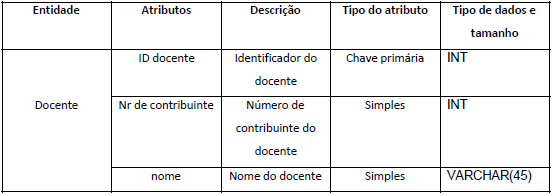 Entidade Atributos Descrição Tipo do atributo Tipo de dados e
tamanho
Docente
ID docente Identificador do Chave primária INT
docente
Nr de contribuinte Número de Simples INT
contribuinte do
docente
nome Nome do docente Simples VARCHAR(45)